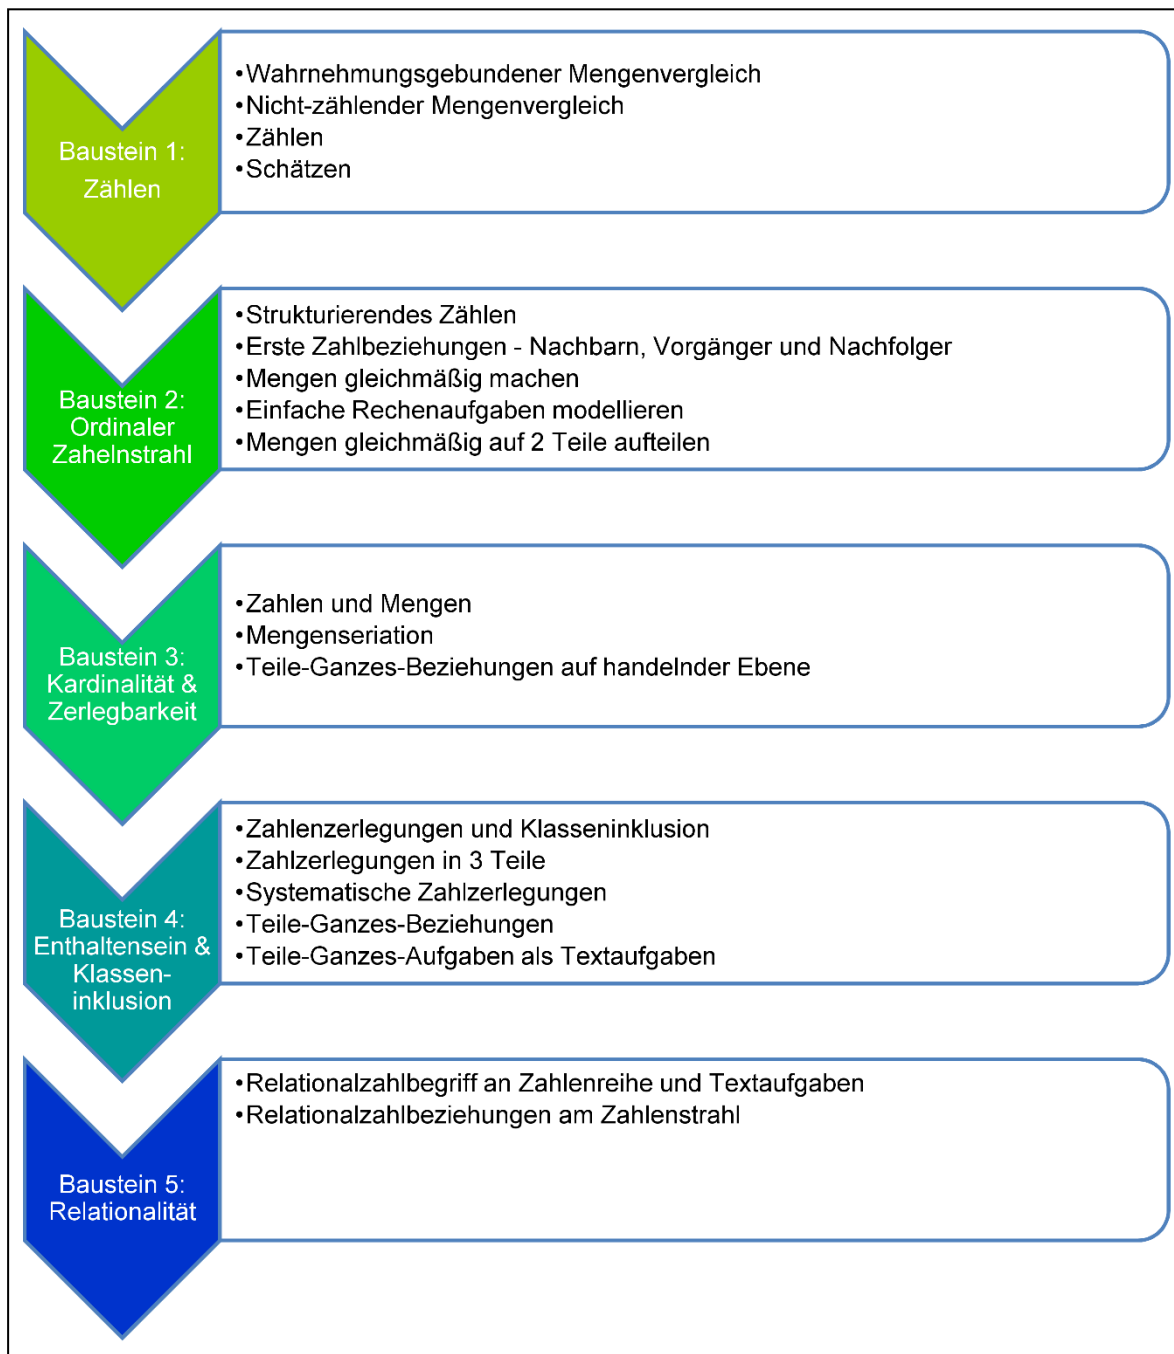 Baustein 1:
Zählen
•Wahrnehmungsgebundener Mengenvergleich
•Nicht-zählender Mengenvergleich
•Zählen
•Schätzen
Baustein 2:
Ordinaler
Zahelnstrahl
•Strukturierendes Zählen
•Erste Zahlbeziehungen - Nachbarn, Vorgänger und Nachfolger
•Mengen gleichmäßig machen
•Einfache Rechenaufgaben modellieren
•Mengen gleichmäßig auf 2 Teile aufteilen
Baustein 3:
Kardinalität &
Zerlegbarkeit
•Zahlen und Mengen
•Mengenseriation
•Teile-Ganzes-Beziehungen auf handelnder Ebene
Baustein 4:
Enthaltensein &
Klassen-
inklusion
•Zahlenzerlegungen und Klasseninklusion
•Zahlzerlegungen in 3 Teile
•Systematische Zahlzerlegungen
•Teile-Ganzes-Beziehungen
•Teile-Ganzes-Aufgaben als Textaufgaben
Baustein 5:
Relationalität
•Relationalzahlbegriff an Zahlenreihe und Textaufgaben
•Relationalzahlbeziehungen am Zahlenstrahl